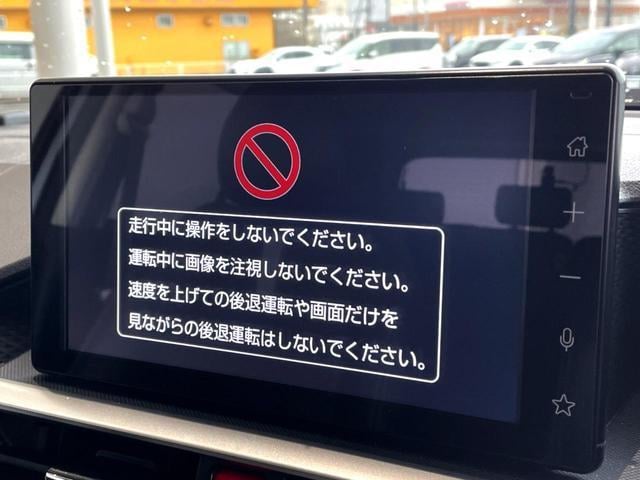 走行中に操作をしないでください。
運転中に画像を注視しないでください。
速度を上げての後退運転や画面だけを
見ながらの後退運転はしないでください。